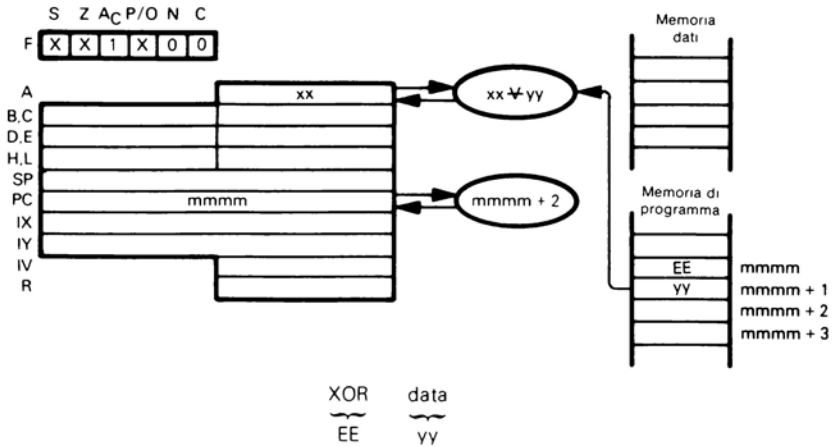 S Z AC P/O N C
F X X 1 X 0 0
Memoria
dati
A xx
xx ⊻ yy
B,C
D,E
H,L
SP
PC mmmm
mmmm + 2
IX
IY
IV
R
Memoria di
programma
EE mmmm
yy mmmm + 1
mmmm + 2
mmmm + 3
XOR data
EE yy